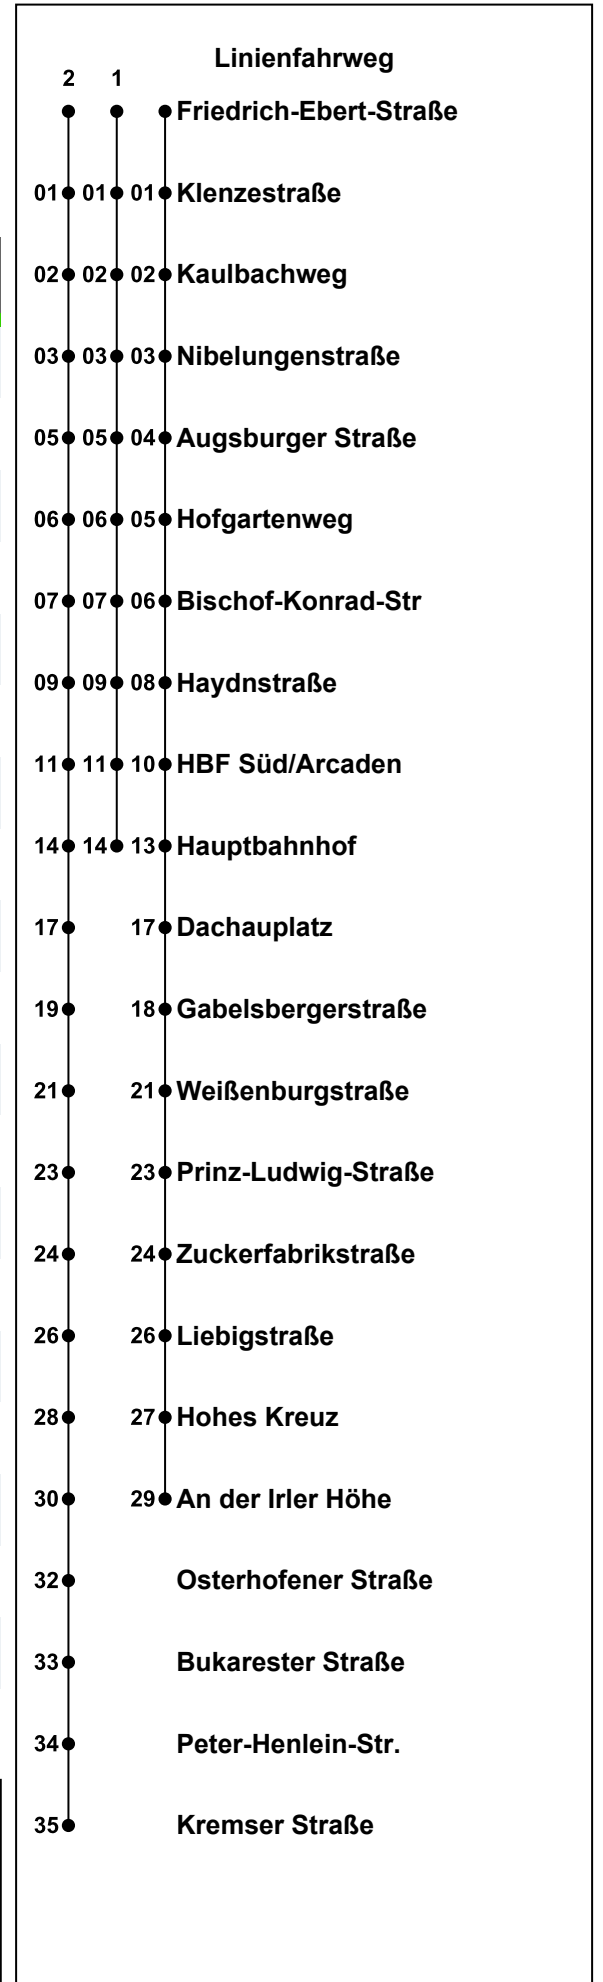 Linienfahrweg
2 1
Friedrich-Ebert-Straße
01 01 01 Klenzestraße
02 02 02 Kaulbachweg
03 03 03 Nibelungenstraße
05 05 04 Augsburger Straße
06 06 05 Hofgartenweg
07 07 06 Bischof-Konrad-Str
09 09 08 Haydnstraße
11 11 10 HBF Süd/Arcaden
14 14 13 Hauptbahnhof
17 17 Dachauplatz
19 18 Gabelsbergerstraße
21 21 Weißenburgstraße
23 23 Prinz-Ludwig-Straße
24 24 Zuckerfabrikstraße
26 26 Liebigstraße
28 27 Hohes Kreuz
30 29 An der Irler Höhe
32 Osterhofener Straße
33 Bukarester Straße
34 Peter-Henlein-Str.
35 Kremser Straße